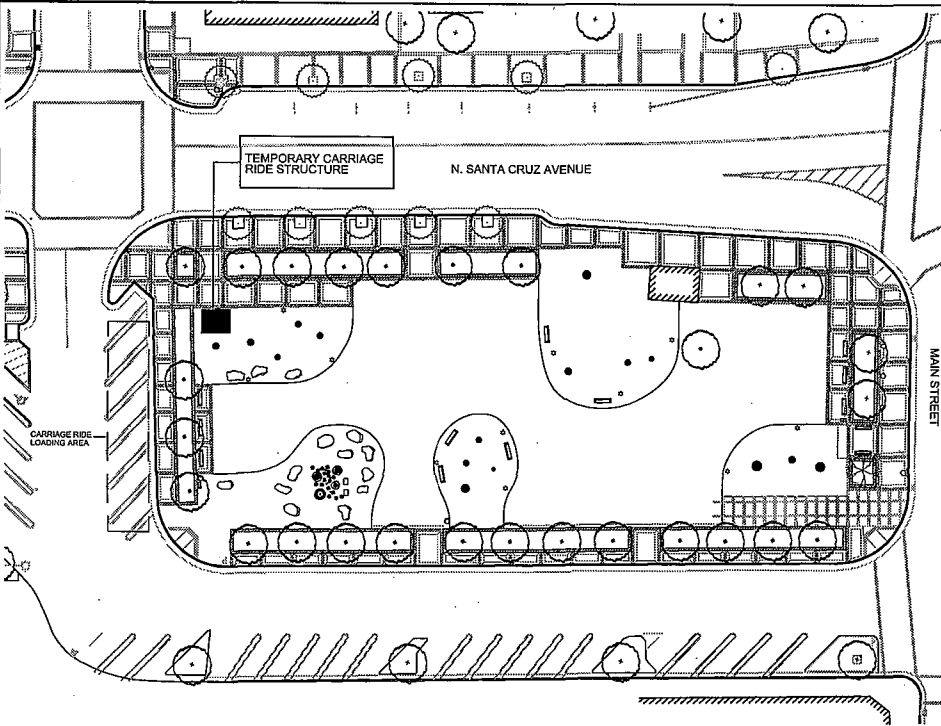 TEMPORARY CARRIAGE
RIDE STRUCTURE
N. SANTA CRUZ AVENUE
MAIN STREET
CARRIAGE RIDE
LOADING AREA